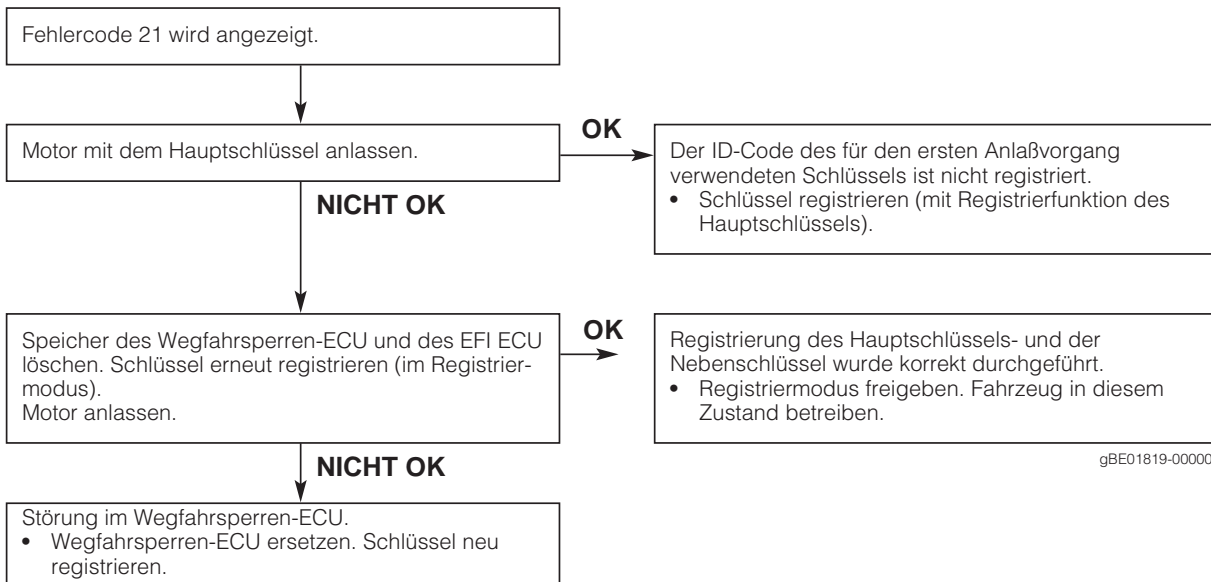 Fehlercode 21 wird angezeigt.
Motor mit dem Hauptschlüssel anlassen.
OK
Der ID-Code des für den ersten Anlaßvorgang
verwendeten Schlüssels ist nicht registriert.
• Schlüssel registrieren (mit Registrierfunktion des
Hauptschlüssels).
NICHT OK
Speicher des Wegfahrsperren-ECU und des EFI ECU
löschen. Schlüssel erneut registrieren (im Registrier-
modus).
Motor anlassen.
OK
Registrierung des Hauptschlüssels- und der
Nebenschlüssel wurde korrekt durchgeführt.
• Registriermodus freigeben. Fahrzeug in diesem
Zustand betreiben.
gBE01819-00000
NICHT OK
Störung im Wegfahrsperren-ECU.
• Wegfahrsperren-ECU ersetzen. Schlüssel neu
registrieren.